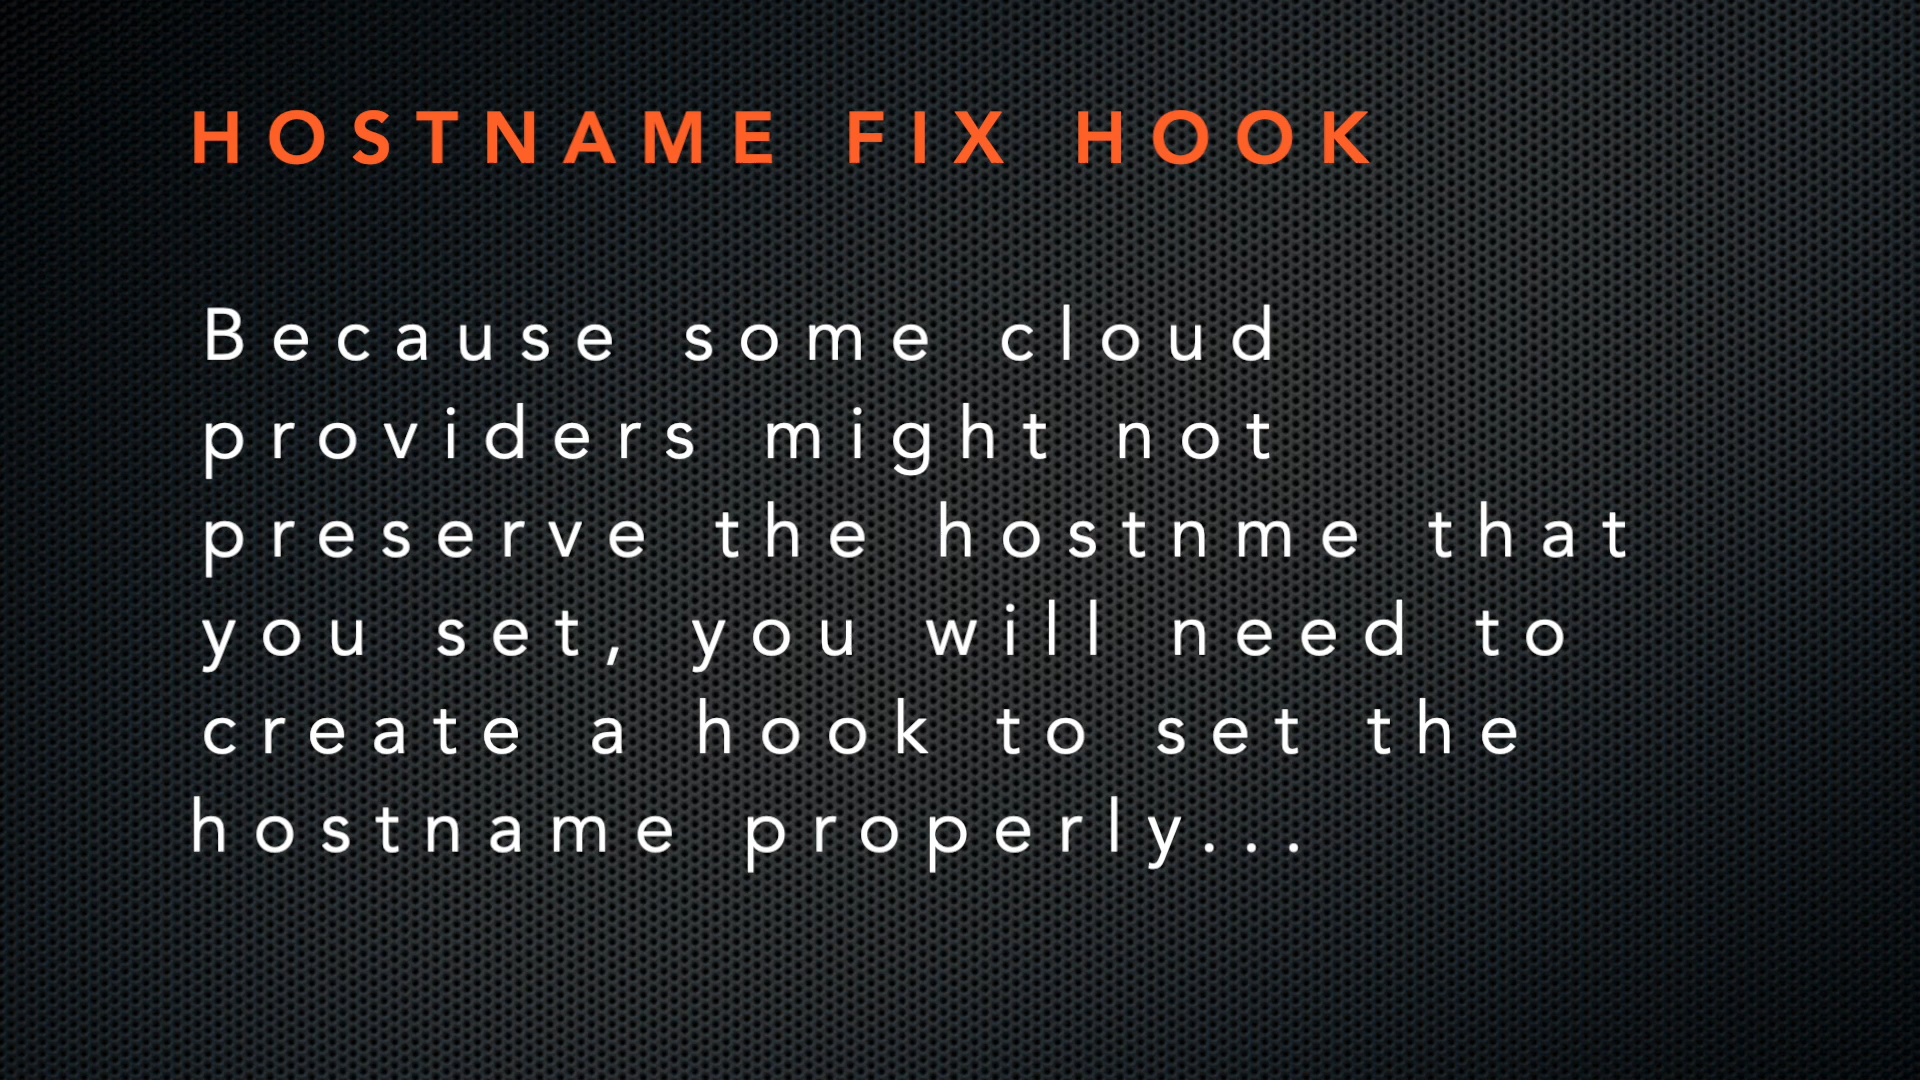 HOSTNAME FIX HOOK
Because some cloud
providers might not
preserve the hostnme that
you set, you will need to
create a hook to set the
hostname properly...